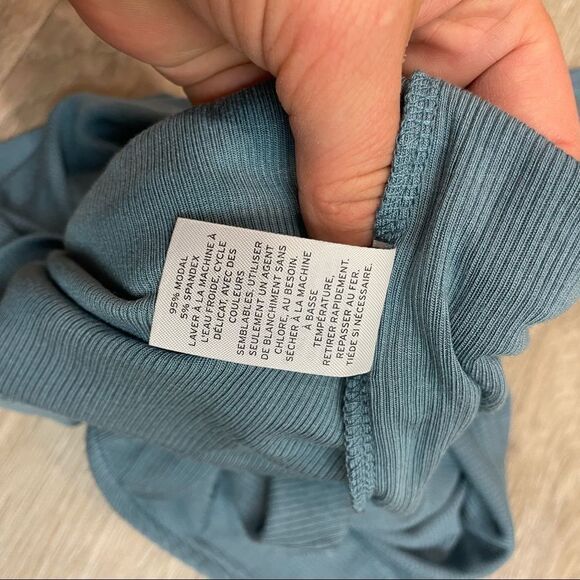 95% MODAL
5% SPANDEX
LAVER À LA MACHINE À
L'EAU FROIDE, CYCLE
DÉLICAT, AVEC DES
COULEURS
SEMBLABLES. UTILISER
SEULEMENT UN AGENT
DE BLANCHIMENT SANS
CHLORE, AU BESOIN.
SÉCHER À LA MACHINE
À BASSE
TEMPÉRATURE,
RETIRER RAPIDEMENT.
REPASSER AU FER.
TIÈDE SI NÉCESSAIRE.